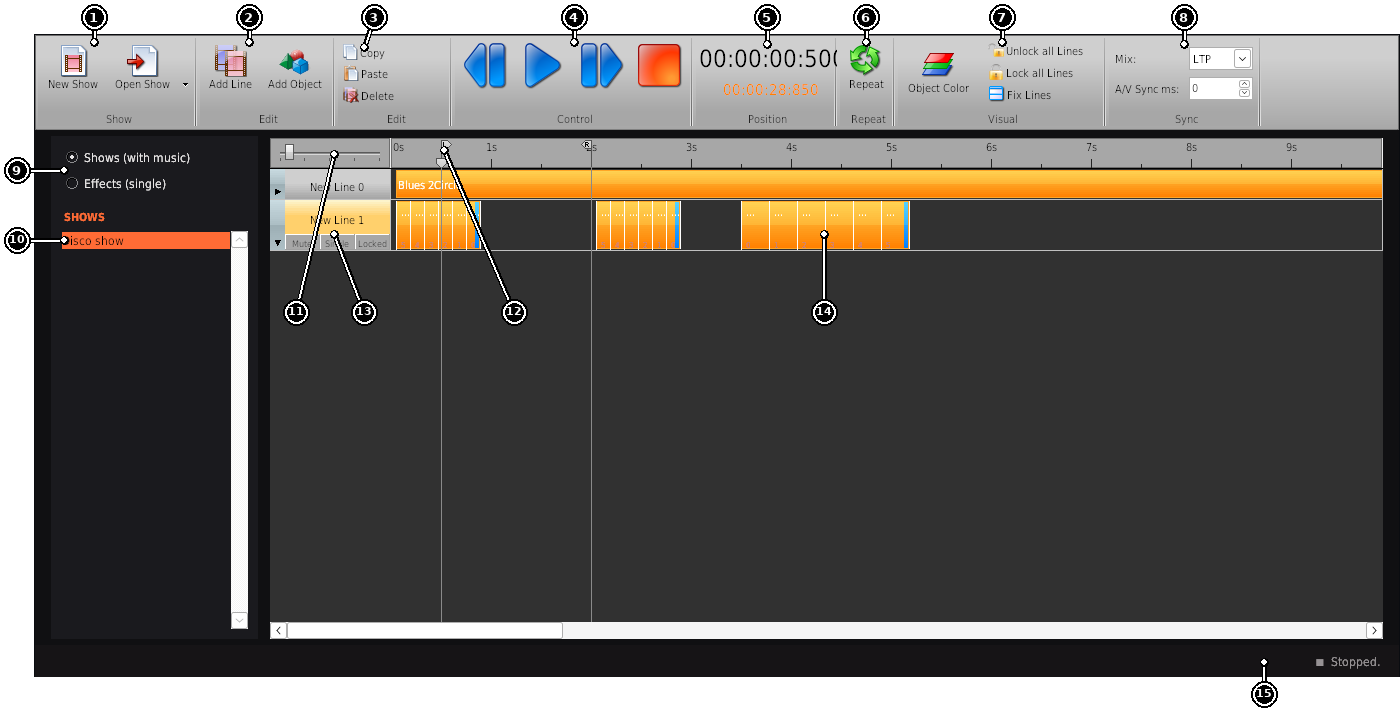 1 2 3 4 5 6 7 8
New Show Open Show Add Line Add Object Copy Paste Delete
00:00:00:500
00:00:28:850
Repeat Object Color
Unlock all Lines
Lock all Lines
Fix Lines
Mix: LTP
A/V Sync ms: 0
Show Edit Edit Control Position Repeat Visual Sync
9
Shows (with music)
Effects (single)
SHOWS
10
isco show
0s 1s 2s 3s 4s 5s 6s 7s 8s 9s
L R
New Line 0
Blues 2Circle
New Line 1
... ... ... ... ... ...
... ... ... ... ... ...
... ... ... ... ... ...
Mute Single Locked
11 13 12 14
Stopped.
15